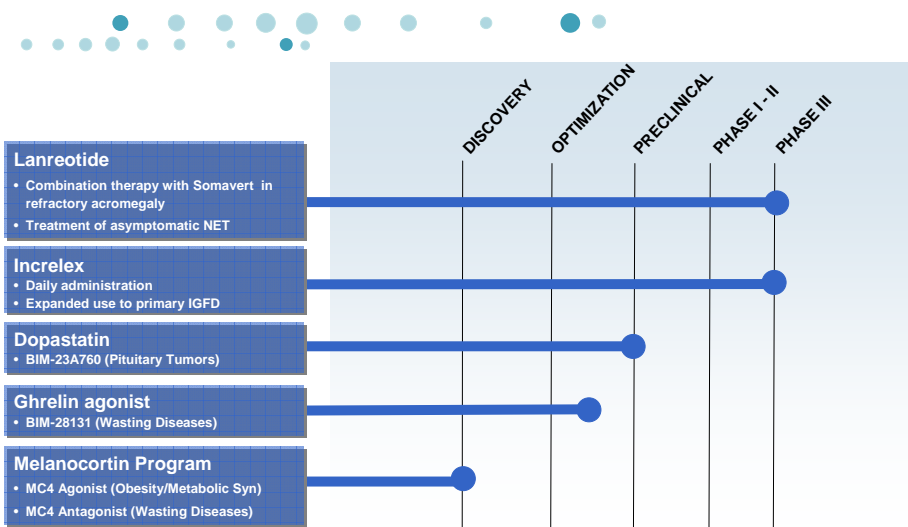 DISCOVERY
OPTIMIZATION
PRECLINICAL
PHASE I - II
PHASE III
Lanreotide
• Combination therapy with Somavert in
refractory acromegaly
• Treatment of asymptomatic NET
Increlex
• Daily administration
• Expanded use to primary IGFD
Dopastatin
• BIM-23A760 (Pituitary Tumors)
Ghrelin agonist
• BIM-28131 (Wasting Diseases)
Melanocortin Program
• MC4 Agonist (Obesity/Metabolic Syn)
• MC4 Antagonist (Wasting Diseases)